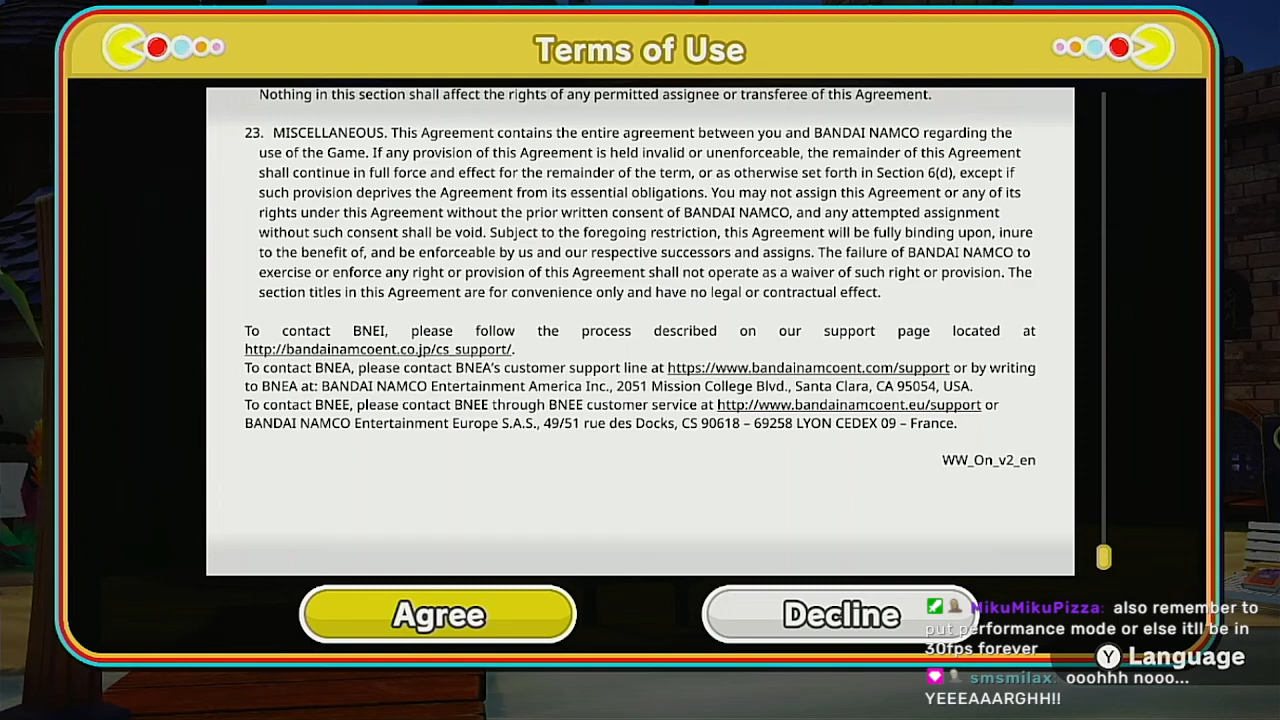 Terms of Use
Nothing in this section shall affect the rights of any permitted assignee or transferee of this Agreement.
23. MISCELLANEOUS. This Agreement contains the entire agreement between you and BANDAI NAMCO regarding the
use of the Game. If any provision of this Agreement is held invalid or unenforceable, the remainder of this Agreement
shall continue in full force and effect for the remainder of the term, or as otherwise set forth in Section 6(d), except if
such provision deprives the Agreement from its essential obligations. You may not assign this Agreement or any of its
rights under this Agreement without the prior written consent of BANDAI NAMCO, and any attempted assignment
without such consent shall be void. Subject to the foregoing restriction, this Agreement will be fully binding upon, inure
to the benefit of, and be enforceable by us and our respective successors and assigns. The failure of BANDAI NAMCO to
exercise or enforce any right or provision of this Agreement shall not operate as a waiver of such right or provision. The
section titles in this Agreement are for convenience only and have no legal or contractual effect.
To contact BNEI, please follow the process described on our support page located at
http://bandainamcoent.co.jp/cs_support/.
To contact BNEA, please contact BNEA's customer support line at https://www.bandainamcoent.com/support or by writing
to BNEA at: BANDAI NAMCO Entertainment America Inc., 2051 Mission College Blvd., Santa Clara, CA 95054, USA.
To contact BNEE, please contact BNEE through BNEE customer service at http://www.bandainamcoent.eu/support or
BANDAI NAMCO Entertainment Europe S.A.S., 49/51 rue des Docks, CS 90618 – 69258 LYON CEDEX 09 – France.
WW_On_v2_en
Agree
Decline
MikuMikuPizza: also remember to
put performance mode or else itll be in
30fps forever
Y Language
smsmilax: ooohhh nooo...
YEEEAAARGHH!!